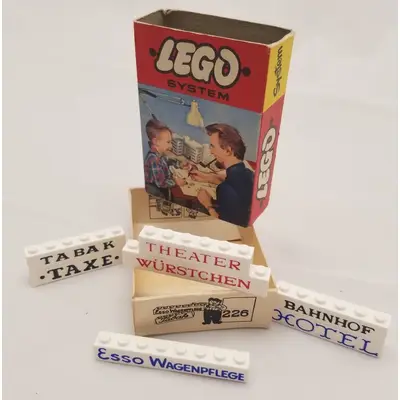 LEGO
SYSTEM
System
LEGO
TABAK
·TAXE·
THEATER
WÜRSTCHEN
BAHNHOF
HOTEL
226
ESSO WAGENPFLEGE